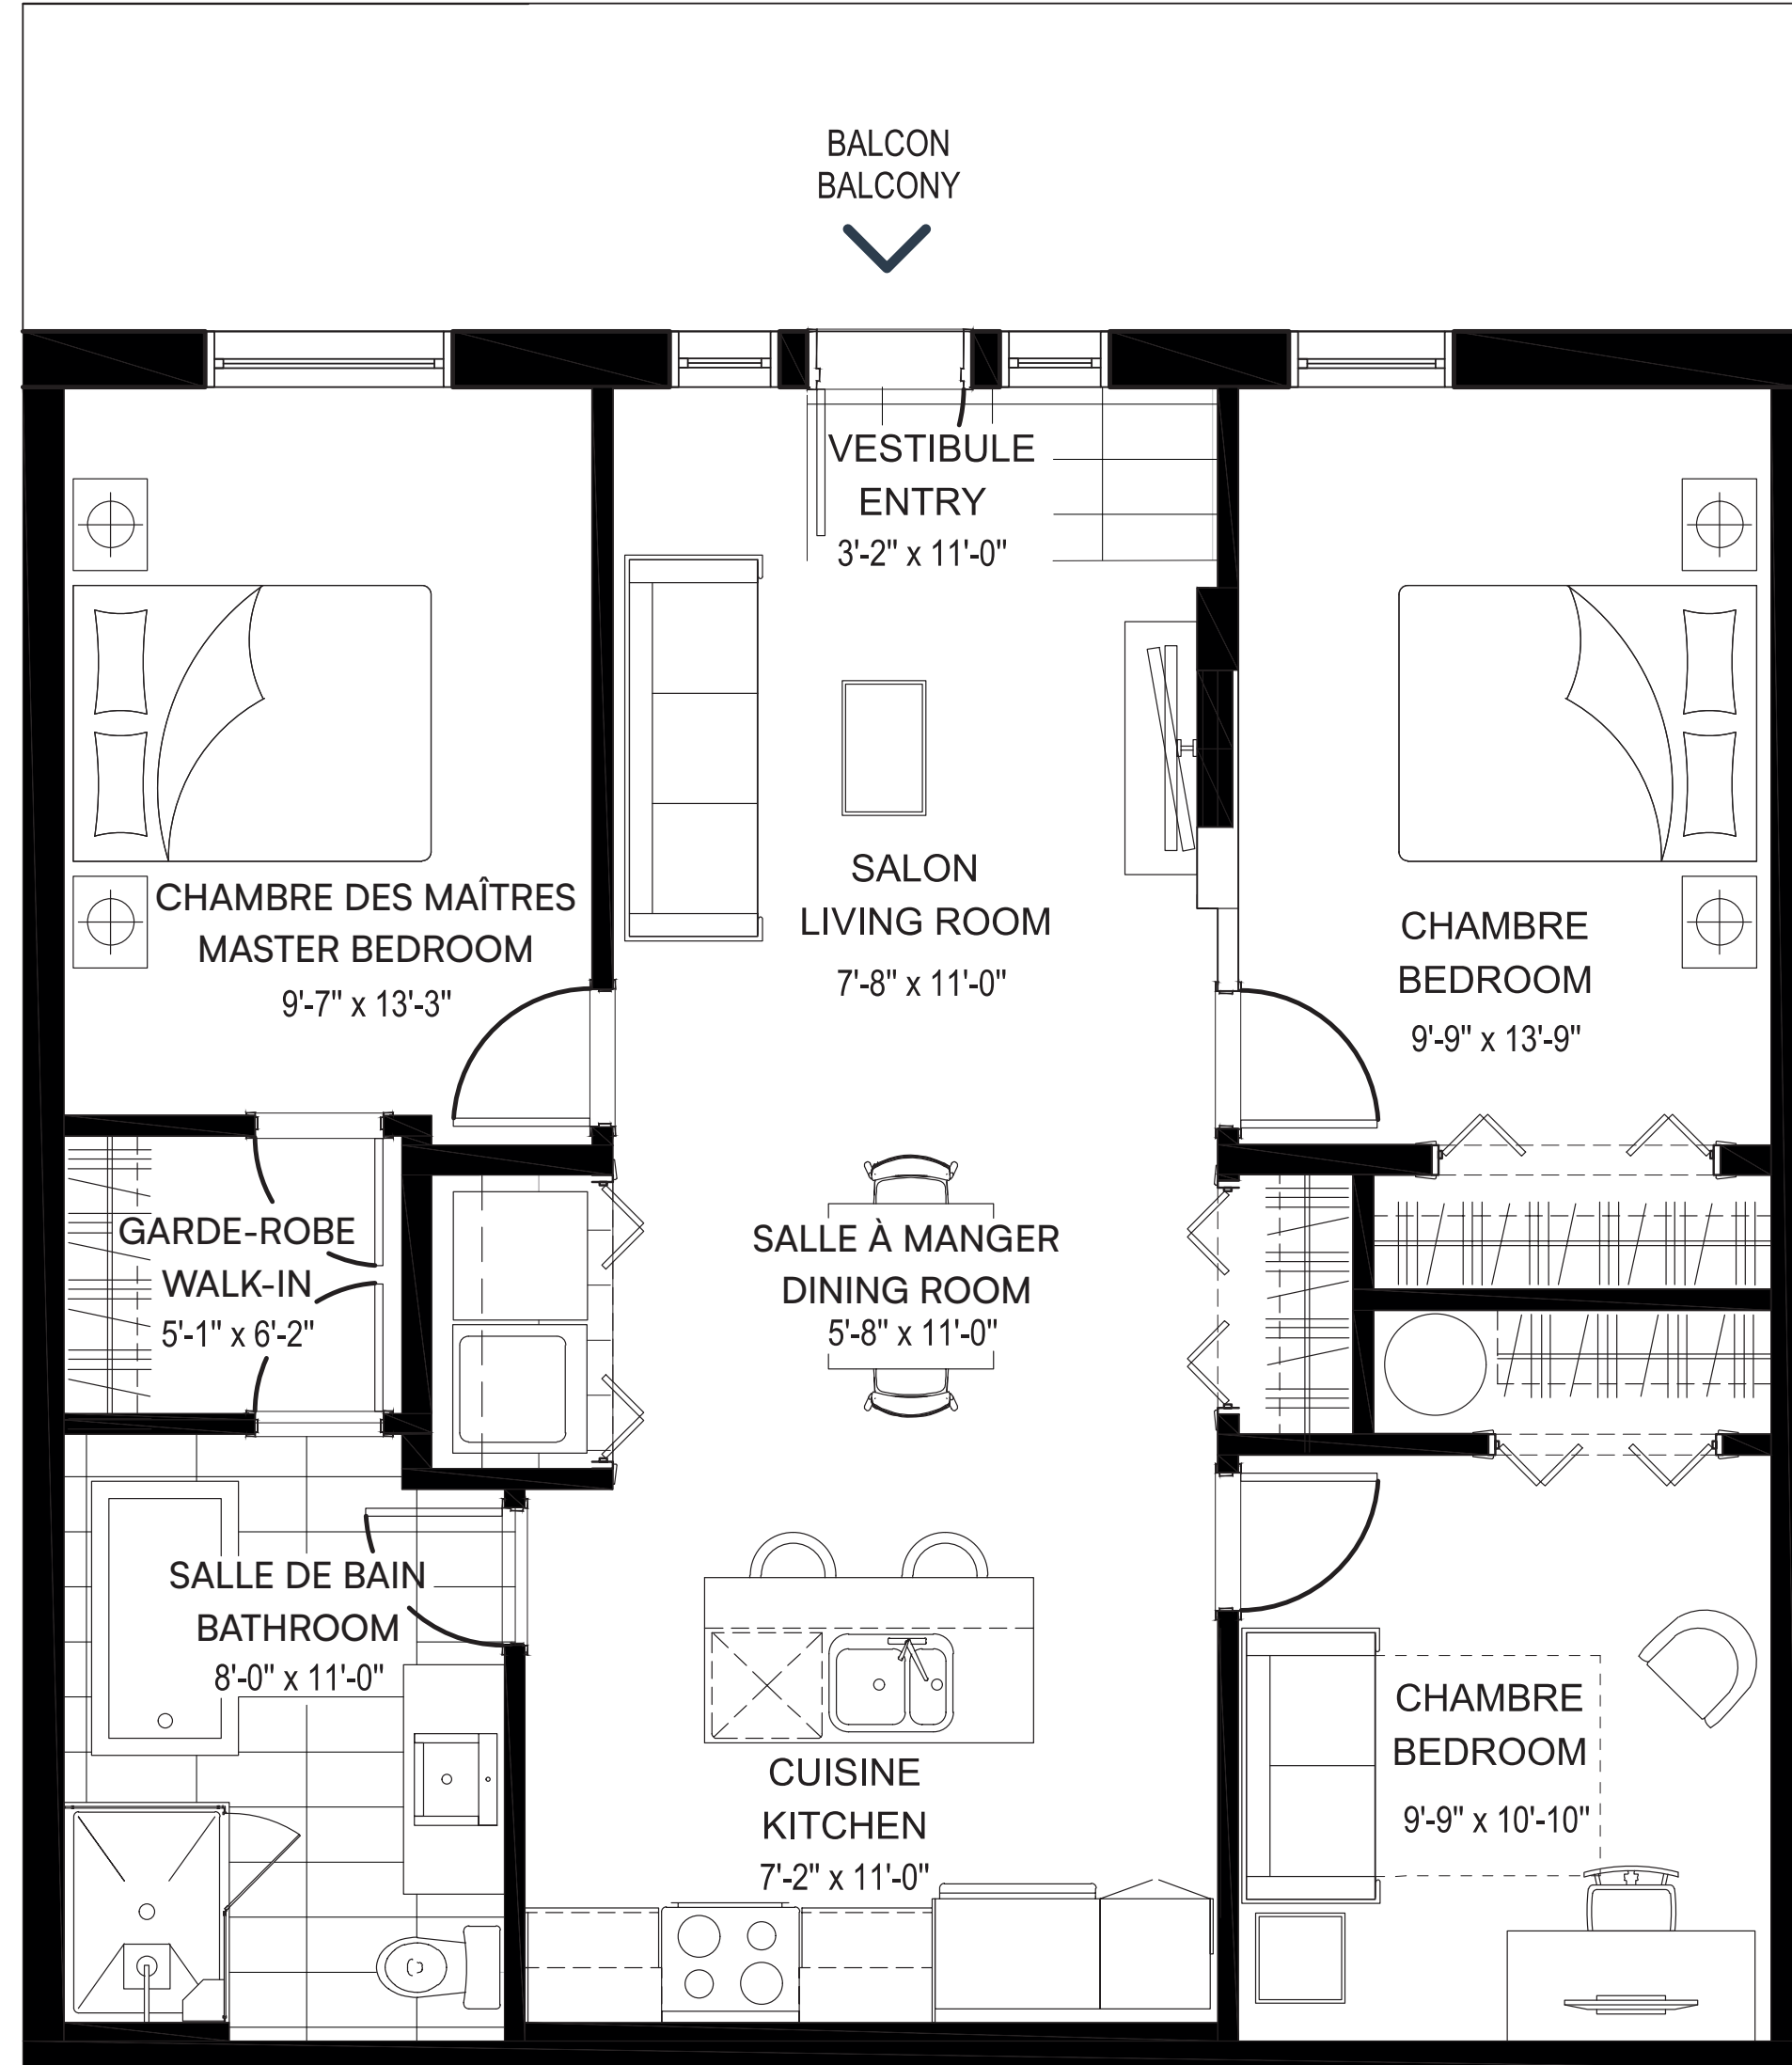 BALCON
BALCONY
VESTIBULE
ENTRY
3'-2" x 11'-0"
SALON
LIVING ROOM
7'-8" x 11'-0"
CHAMBRE DES MAÎTRES
MASTER BEDROOM
9'-7" x 13'-3"
CHAMBRE
BEDROOM
9'-9" x 13'-9"
GARDE-ROBE
WALK-IN
5'-1" x 6'-2"
SALLE À MANGER
DINING ROOM
5'-8" x 11'-0"
SALLE DE BAIN
BATHROOM
8'-0" x 11'-0"
CUISINE
KITCHEN
7'-2" x 11'-0"
CHAMBRE
BEDROOM
9'-9" x 10'-10"